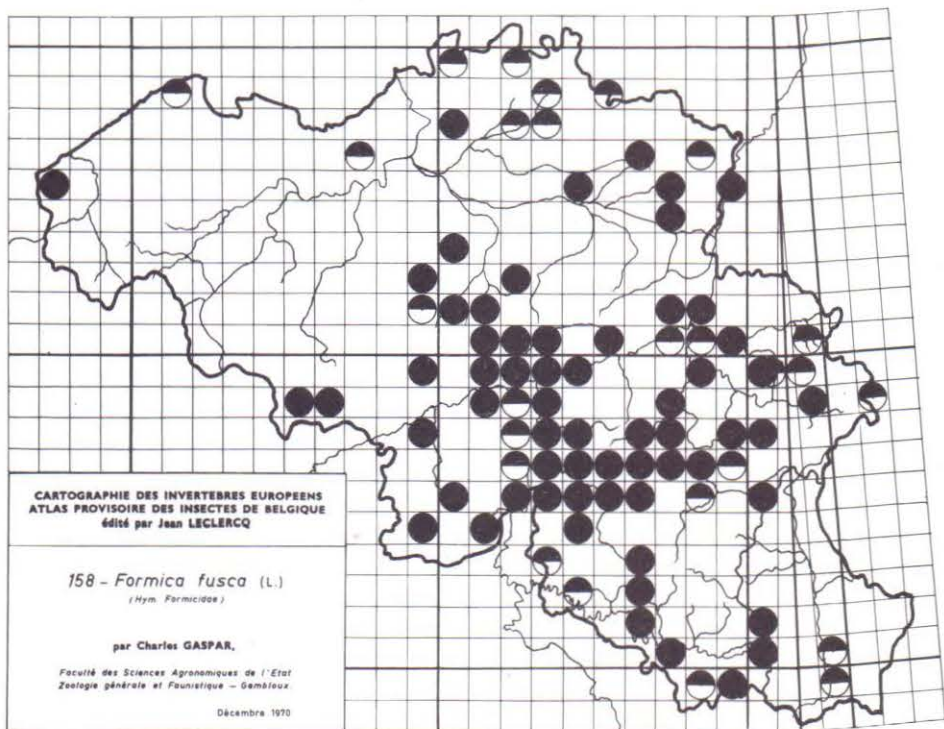 CARTOGRAPHIE DES INVERTEBRES EUROPEENS
ATLAS PROVISOIRE DES INSECTES DE BELGIQUE
édité par Jean LECLERCQ
158 - Formica fusca (L.)
(Hym. Formicidae)
par Charles GASPAR,
Faculté des Sciences Agronomiques de l'Etat
Zoologie générale et Faunistique - Gembloux.
Décembre 1970